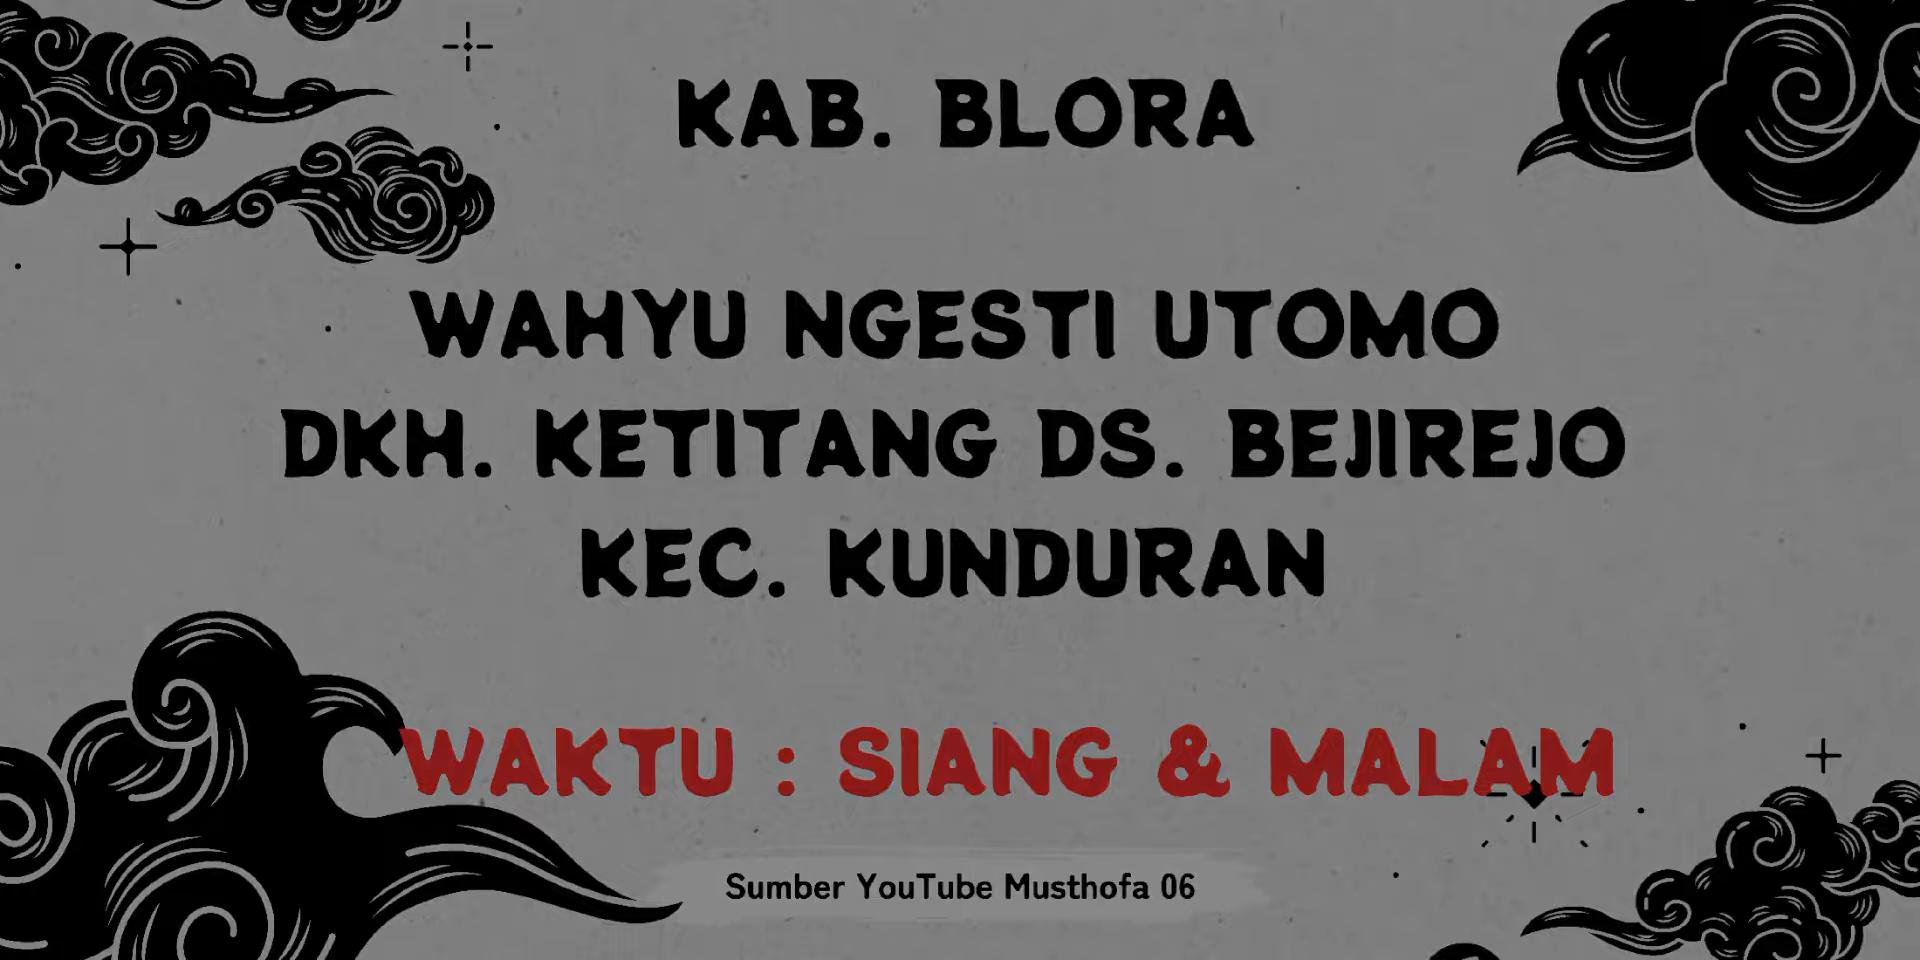 KAB. BLORA
WAHYU NGESTI UTOMO
DKH. KETITANG DS. BEJIREJO
KEC. KUNDURAN
WAKTU : SIANG & MALAM
Sumber YouTube Musthofa 06